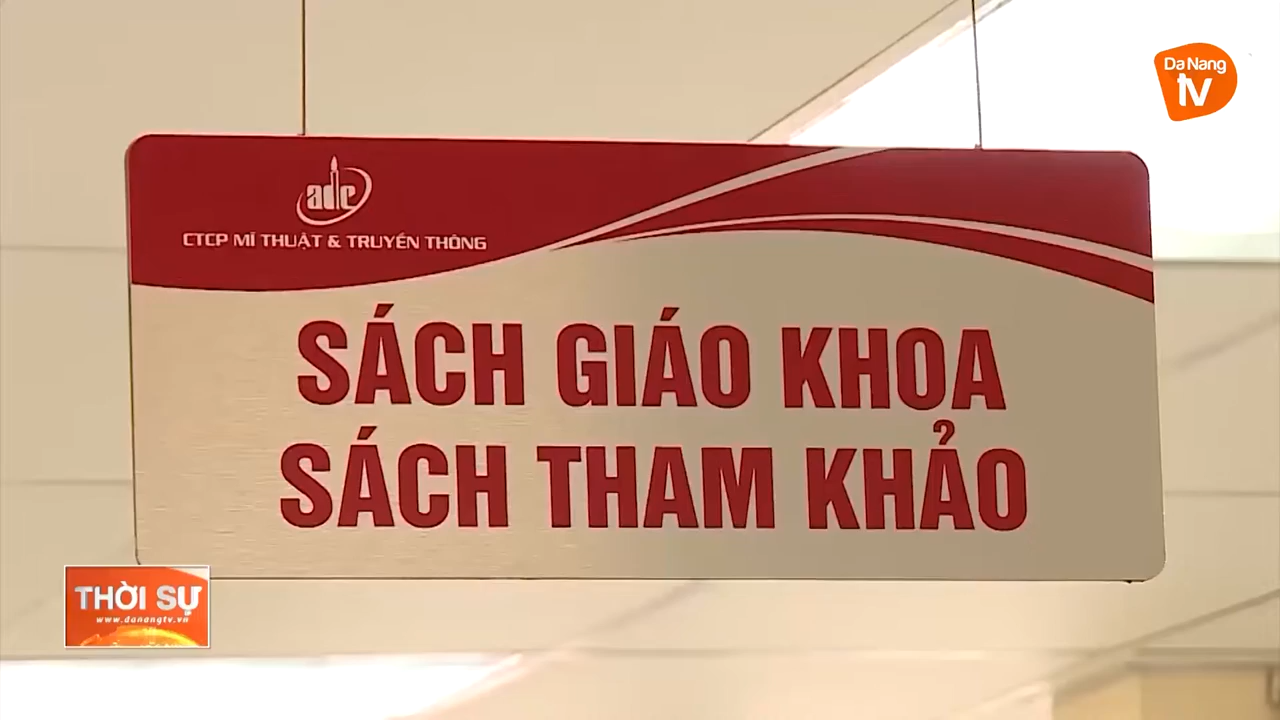 Da Nang
tv
adc
CTCP MĨ THUẬT & TRUYỀN THÔNG
SÁCH GIÁO KHOA
SÁCH THAM KHẢO
THỜI SỰ
www.danangtv.vn